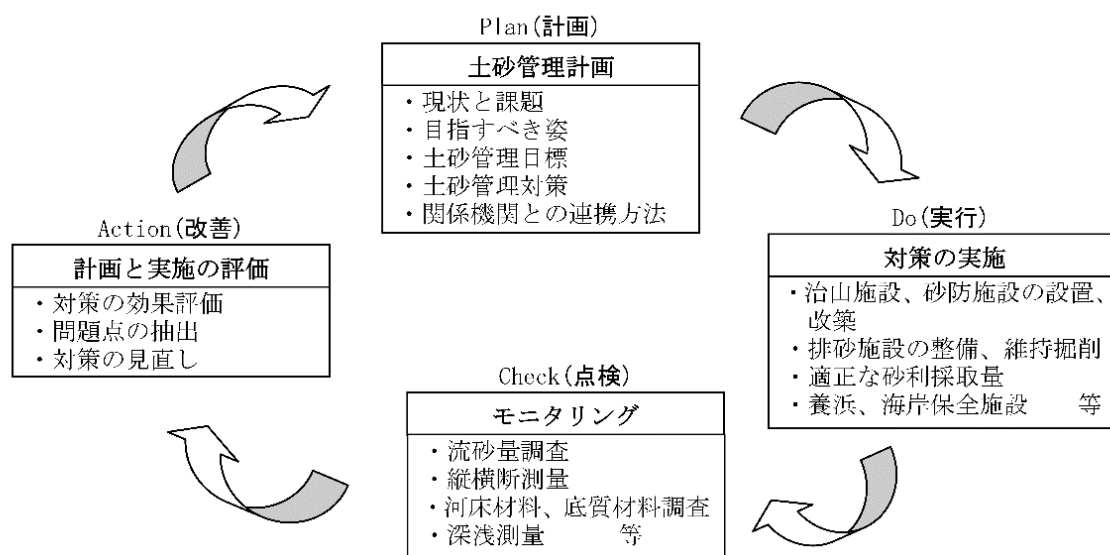 Plan(計画)
土砂管理計画
・現状と課題
・目指すべき姿
・土砂管理目標
・土砂管理対策
・関係機関との連携方法
Do(実行)
対策の実施
・治山施設、砂防施設の設置、
改築
・排砂施設の整備、維持掘削
・適正な砂利採取量
・養浜、海岸保全施設　　等
Check(点検)
モニタリング
・流砂量調査
・縦横断測量
・河床材料、底質材料調査
・深浅測量　　　等
Action(改善)
計画と実施の評価
・対策の効果評価
・問題点の抽出
・対策の見直し